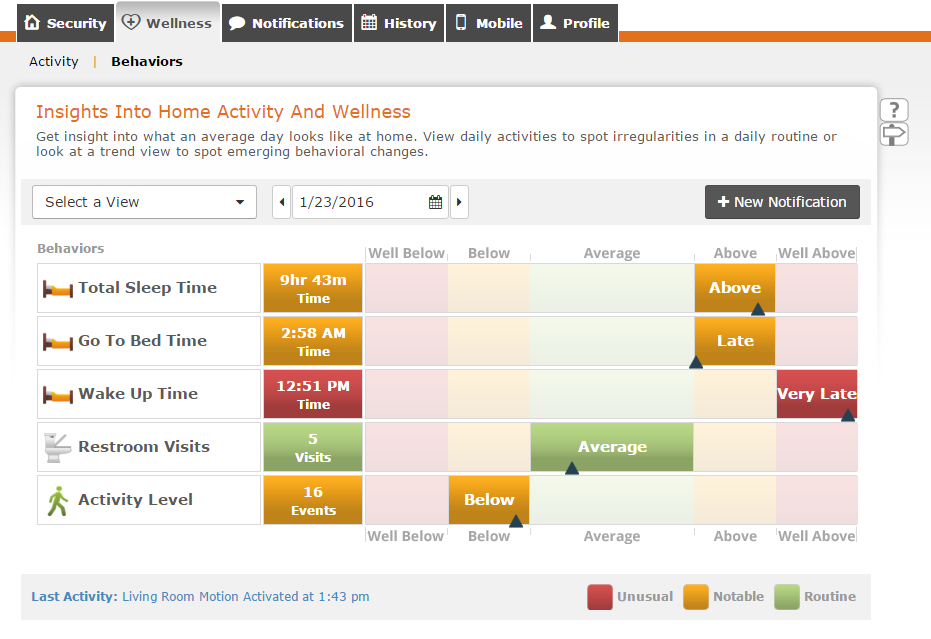 Security Wellness Notifications History Mobile Profile
Activity | Behaviors
Insights Into Home Activity And Wellness
Get insight into what an average day looks like at home. View daily activities to spot irregularities in a daily routine or
look at a trend view to spot emerging behavioral changes.
?
Select a View 1/23/2016 + New Notification
Behaviors
Well Below Below Average Above Well Above
Total Sleep Time 9hr 43m Time Above
Go To Bed Time 2:58 AM Time Late
Wake Up Time 12:51 PM Time Very Late
Restroom Visits 5 Visits Average
Activity Level 16 Events Below
Well Below Below Average Above Well Above
Last Activity: Living Room Motion Activated at 1:43 pm Unusual Notable Routine